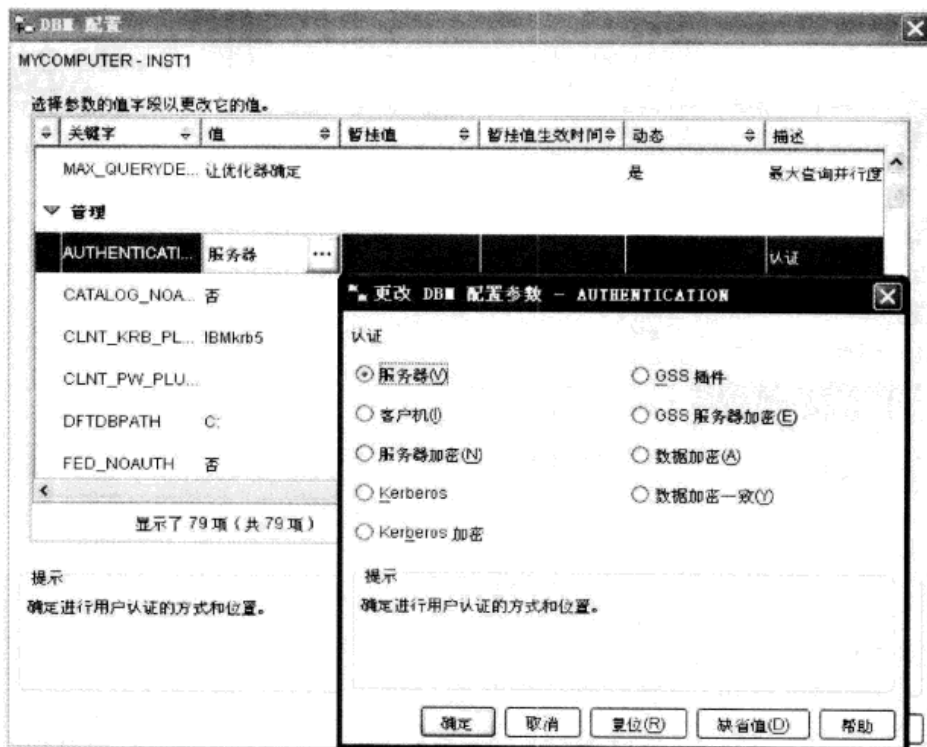 DBM 配置
MYCOMPUTER - INST1
选择参数的值字段以更改它的值。
关键字 值 暂挂值 暂挂值生效时间 动态 描述
MAX_QUERYDE... 让优化器确定 是 最大查询并行度
管理
AUTHENTICATI... 服务器 ... 认证
CATALOG_NOA... 否
CLNT_KRB_PL... IBMkrb5
CLNT_PW_PLU...
DFTDBPATH C:
FED_NOAUTH 否
显示了 79 项（共 79 项）
提示
确定进行用户认证的方式和位置。
更改 DBM 配置参数 - AUTHENTICATION
认证
服务器(V) GSS 插件
客户机(I) GSS 服务器加密(E)
服务器加密(N) 数据加密(A)
Kerberos 数据加密一致(Y)
Kerberos 加密
提示
确定进行用户认证的方式和位置。
确定 取消 复位(R) 缺省值(D) 帮助